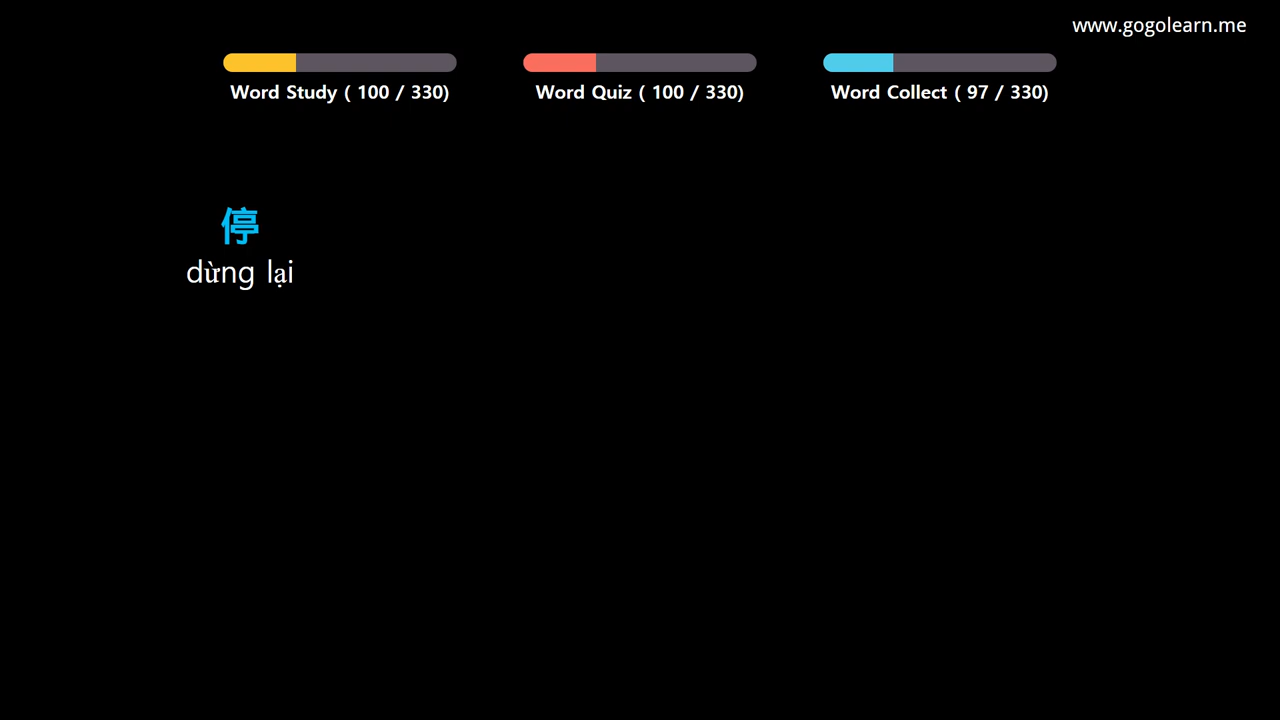 www.gogolearn.me
Word Study ( 100 / 330)
Word Quiz ( 100 / 330)
Word Collect ( 97 / 330)
停
dừng lại